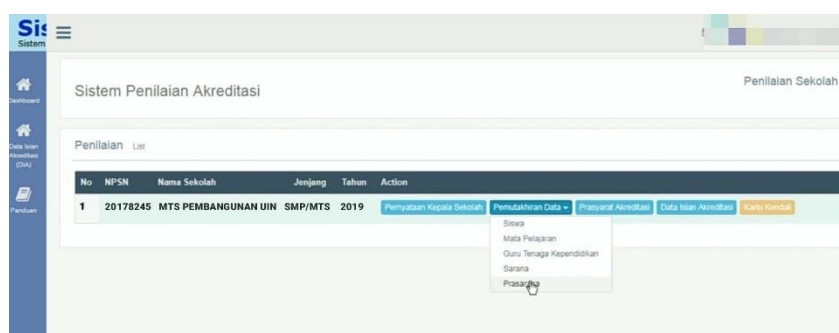 Sis
Sistem
Dashboard
Data Isian
Akreditasi
(DIA)
Panduan
Sistem Penilaian Akreditasi
Penilaian Sekolah
Penilaian List
No NPSN Nama Sekolah Jenjang Tahun Action
1 20178245 MTS PEMBANGUNAN UIN SMP/MTS 2019 Pernyataan Kepala Sekolah Pemutakhiran Data Prasyarat Akreditasi Data Isian Akreditasi Kartu Kendali
Siswa
Mata Pelajaran
Guru Tenaga Kependidikan
Sarana
Prasarana